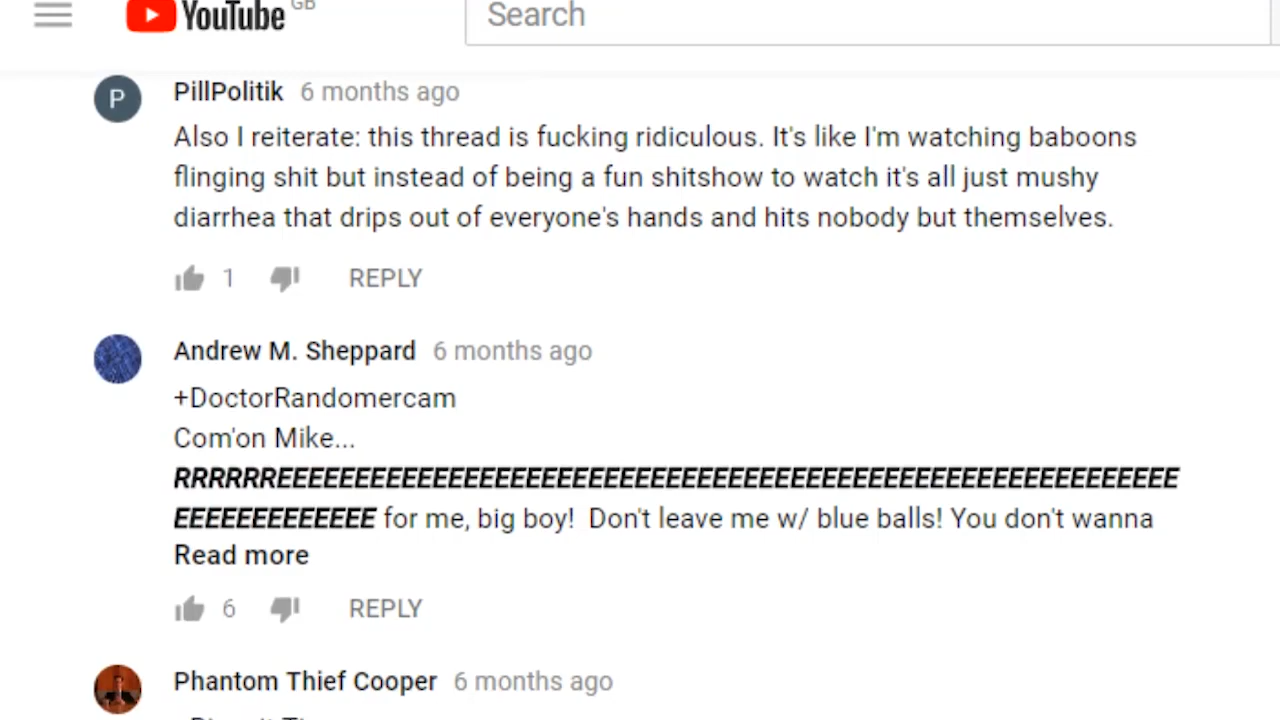 YouTube GB
Search
P
PillPolitik 6 months ago
Also I reiterate: this thread is fucking ridiculous. It's like I'm watching baboons
flinging shit but instead of being a fun shitshow to watch it's all just mushy
diarrhea that drips out of everyone's hands and hits nobody but themselves.
1 REPLY
Andrew M. Sheppard 6 months ago
+DoctorRandomercam
Com'on Mike...
RRRRRREEEEEEEEEEEEEEEEEEEEEEEEEEEEEEEEEEEEEEEEEEEEEEEEEEEEEEEEEEE
EEEEEEEEEEEEE for me, big boy!  Don't leave me w/ blue balls! You don't wanna
Read more
6 REPLY
Phantom Thief Cooper 6 months ago